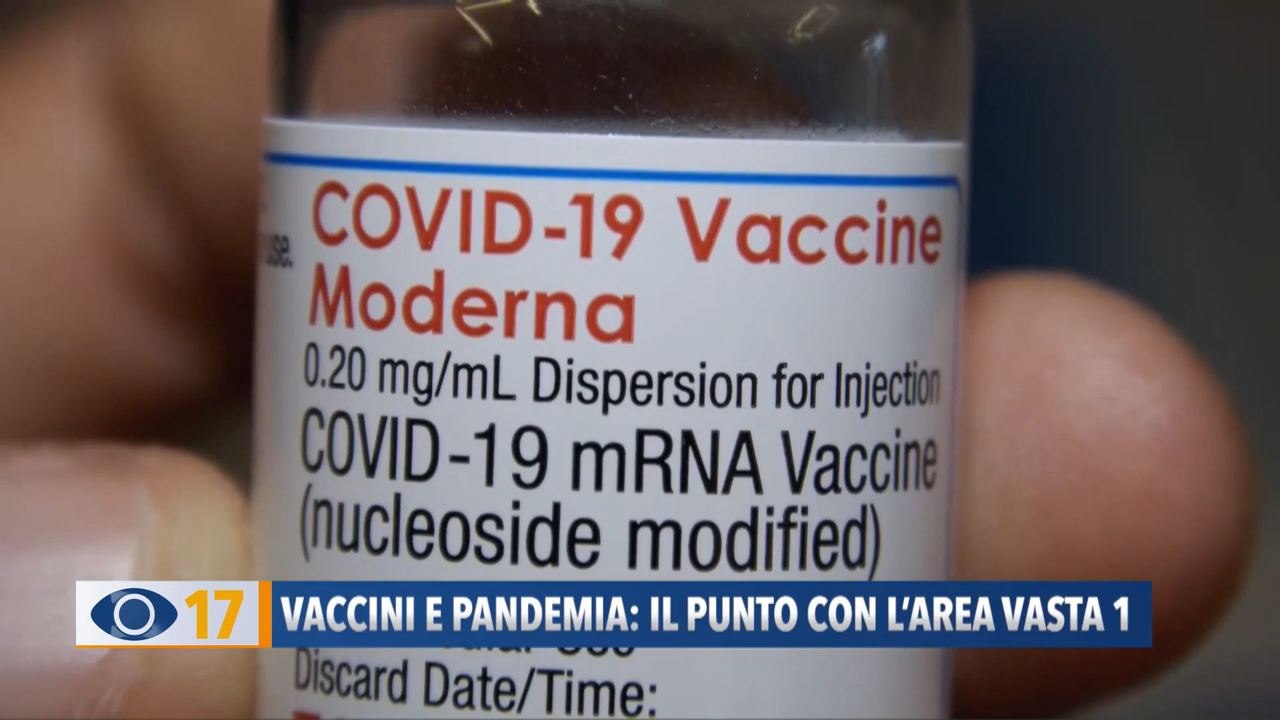 use.
COVID-19 Vaccine
Moderna
0.20 mg/mL Dispersion for Injection
COVID-19 mRNA Vaccine
(nucleoside modified)
17 VACCINI E PANDEMIA: IL PUNTO CON L'AREA VASTA 1
Discard Date/Time: